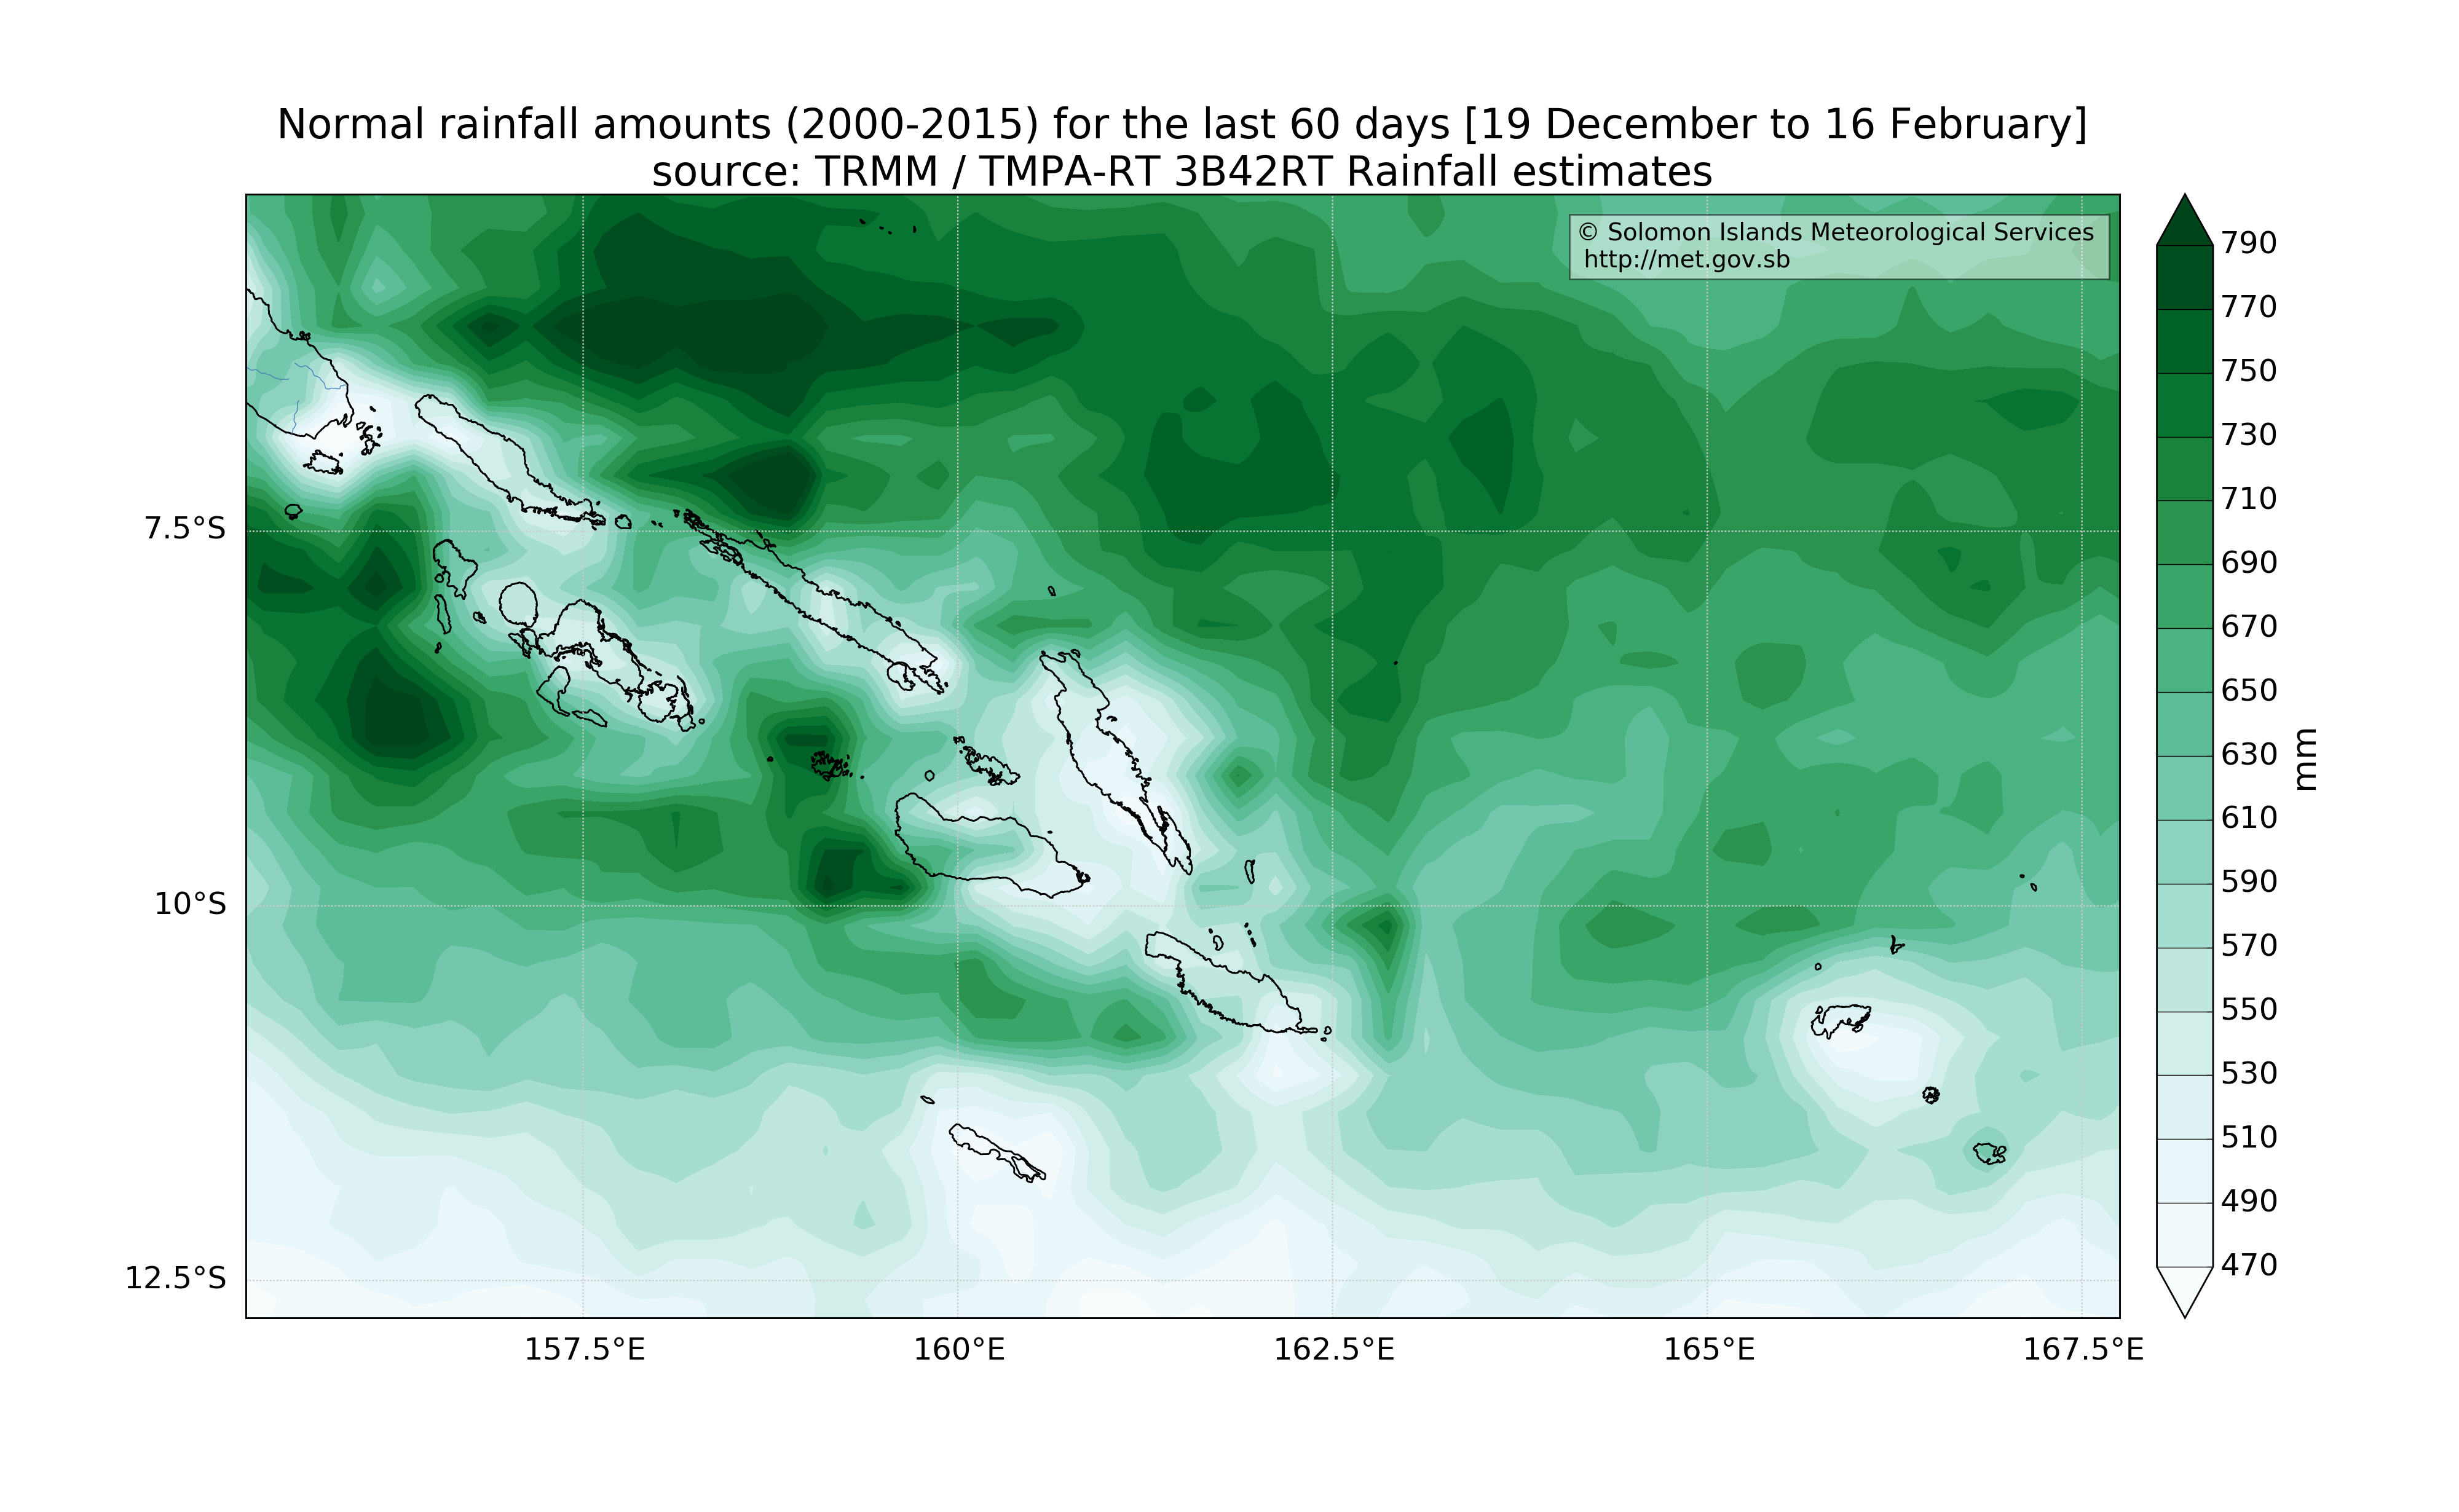 Normal rainfall amounts (2000-2015) for the last 60 days [19 December to 16 February]
source: TRMM / TMPA-RT 3B42RT Rainfall estimates
© Solomon Islands Meteorological Services
http://met.gov.sb
790
770
750
730
710
690
670
650
630
610
590
570
550
530
510
490
470
mm
7.5°S
10°S
12.5°S
157.5°E
160°E
162.5°E
165°E
167.5°E